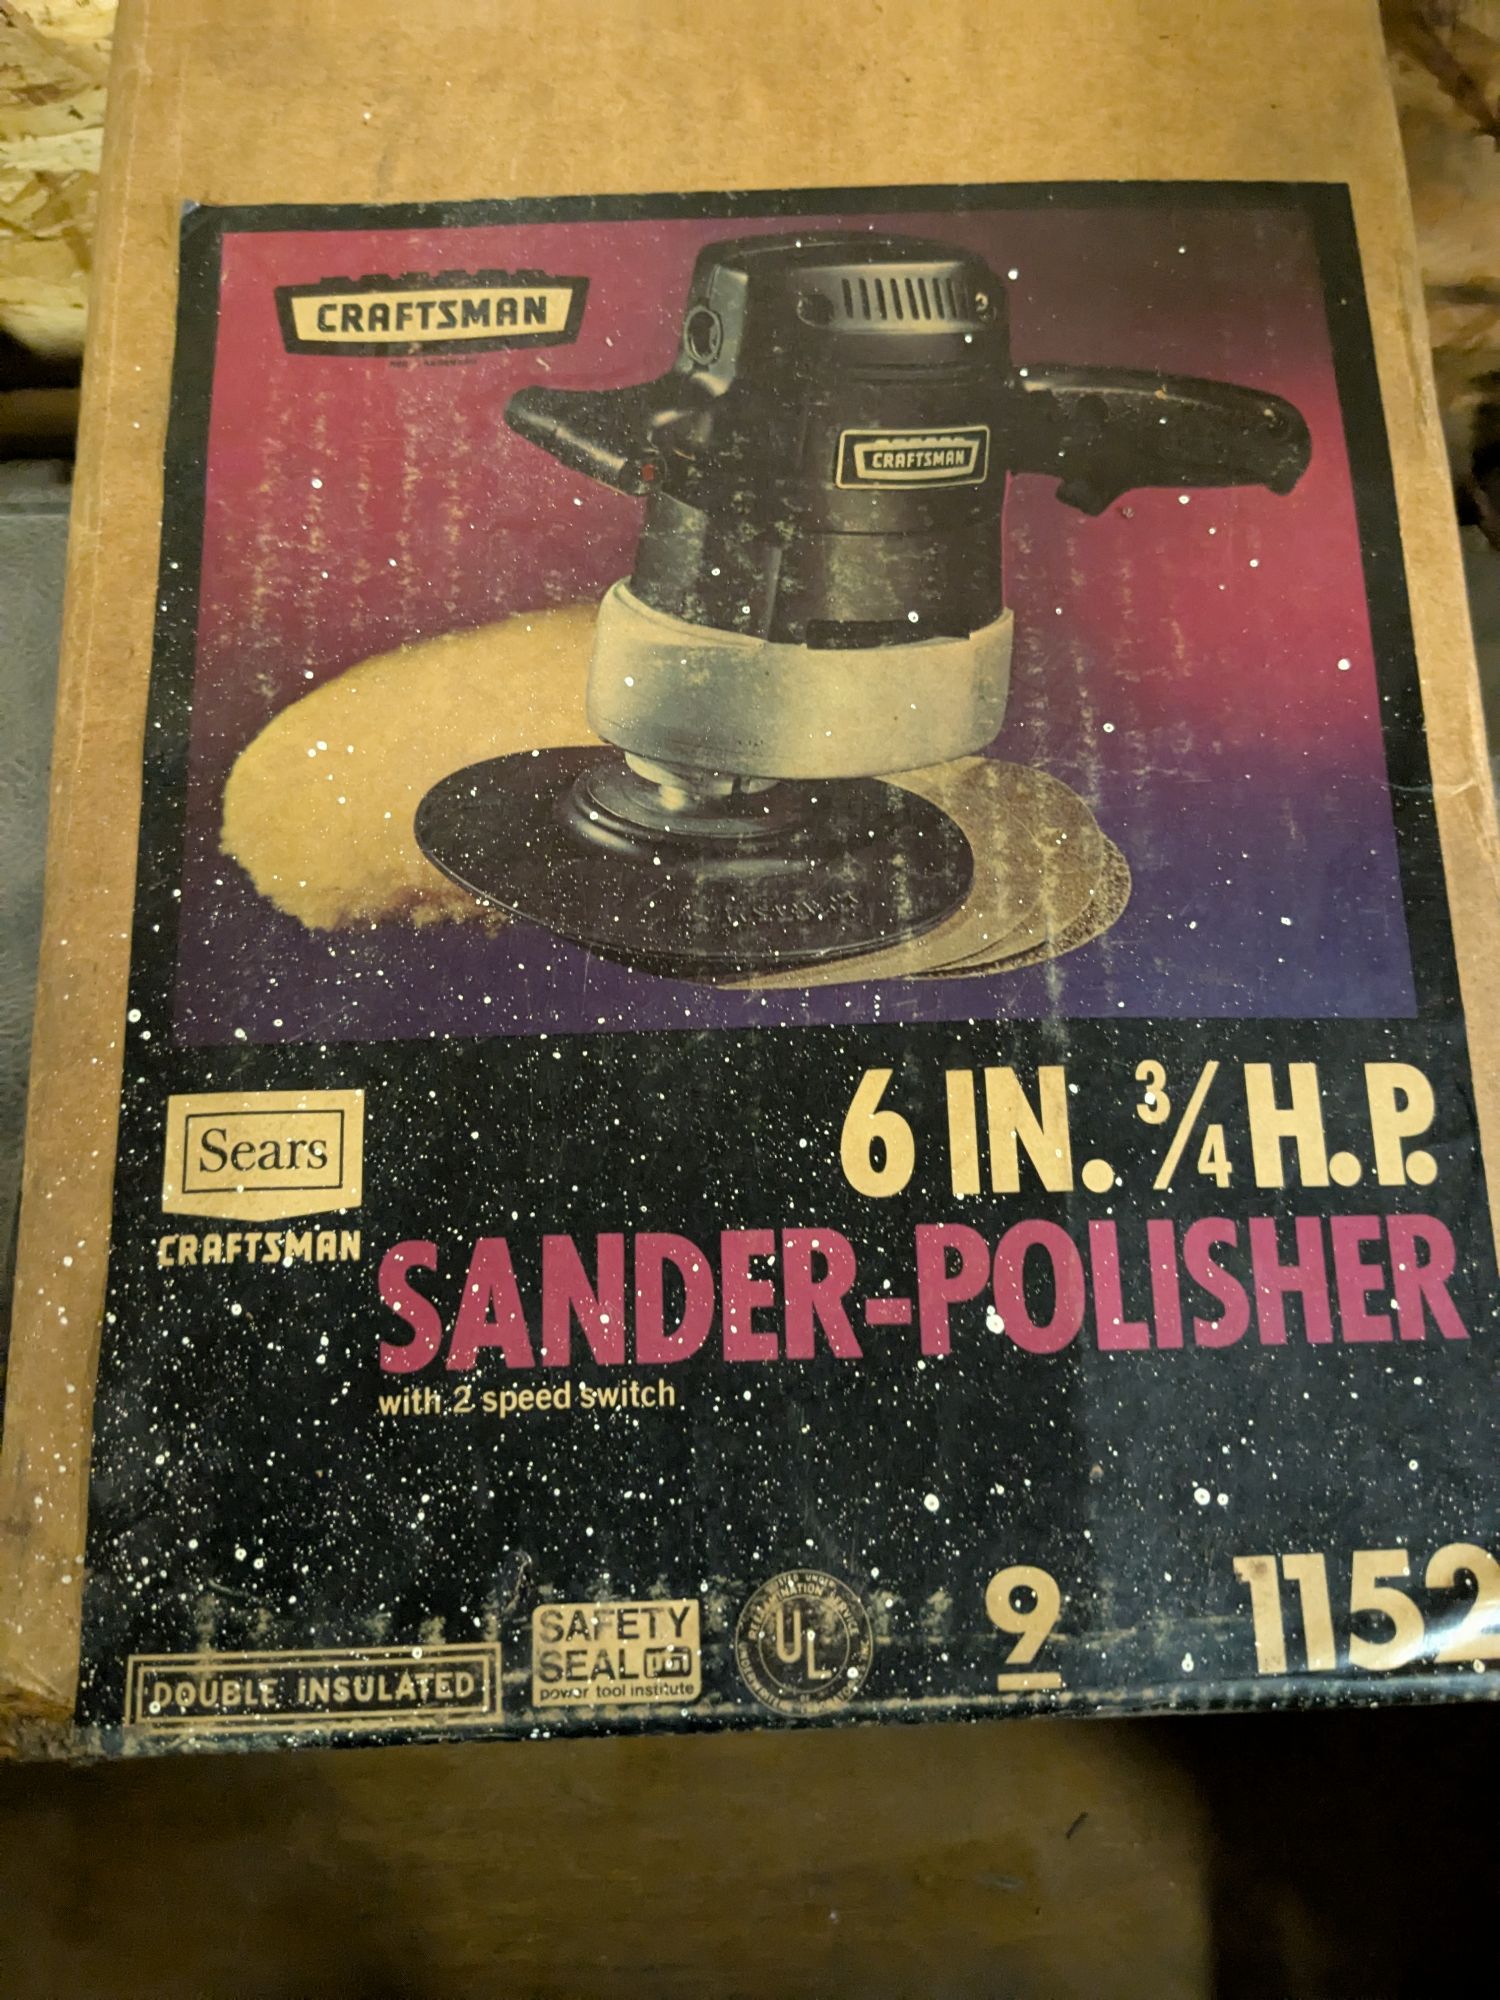 CRAFTSMAN
CRAFTSMAN
6 IN. 3/4 H.P.
Sears
CRAFTSMAN
SANDER-POLISHER
with 2 speed switch
DOUBLE INSULATED
SAFETY
SEAL
power tool institute
UL
9
1152